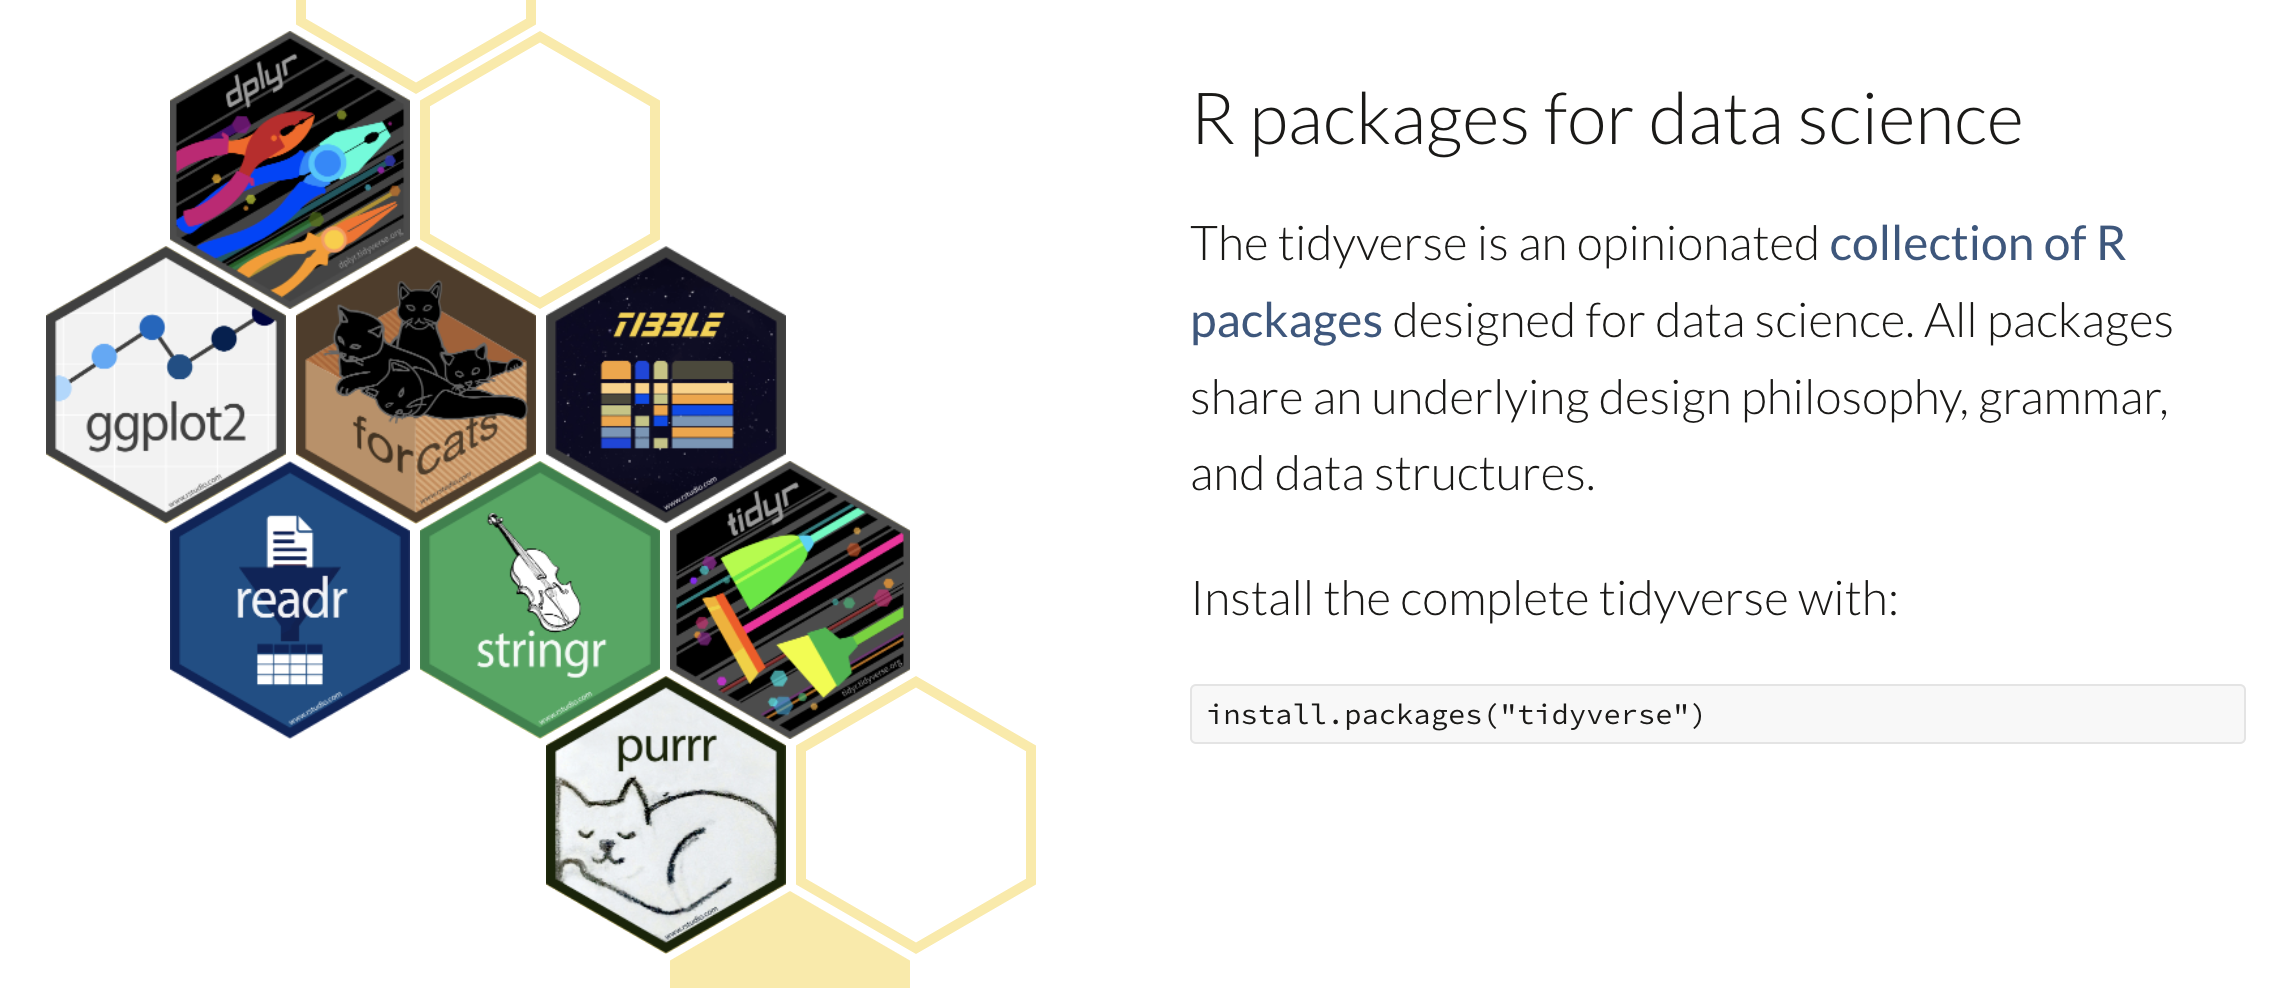 dplyr
dplyr.tidyverse.org
ggplot2
www.rstudio.com
forcats
www.rstudio.com
TIBBLE
www.rstudio.com
readr
www.rstudio.com
stringr
www.rstudio.com
tidyr
tidyr.tidyverse.org
purrr
www.rstudio.com
R packages for data science
The tidyverse is an opinionated collection of R
packages designed for data science. All packages
share an underlying design philosophy, grammar,
and data structures.
Install the complete tidyverse with:
install.packages("tidyverse")